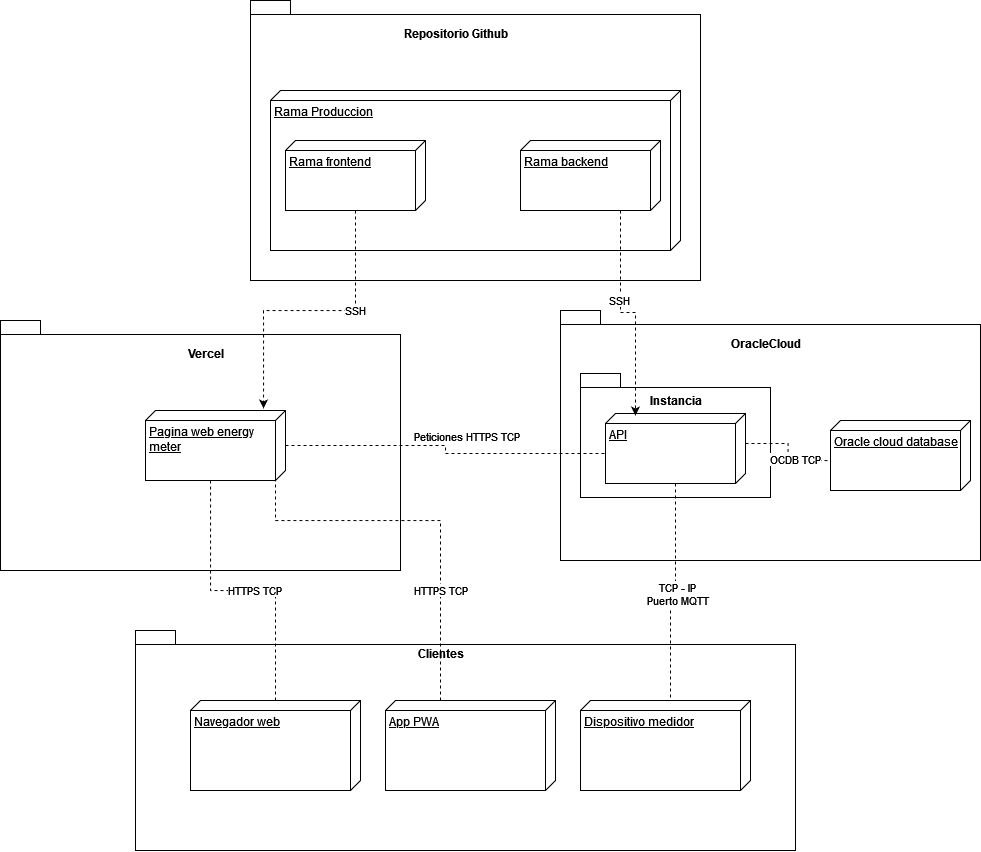 Repositorio Github
Rama Produccion
Rama frontend
Rama backend
SSH
SSH
Vercel
OracleCloud
Instancia
Pagina web energy
meter
Peticiones HTTPS TCP
API
OCDB TCP
Oracle cloud database
HTTPS TCP
HTTPS TCP
TCP - IP
Puerto MQTT
Clientes
Navegador web
App PWA
Dispositivo medidor